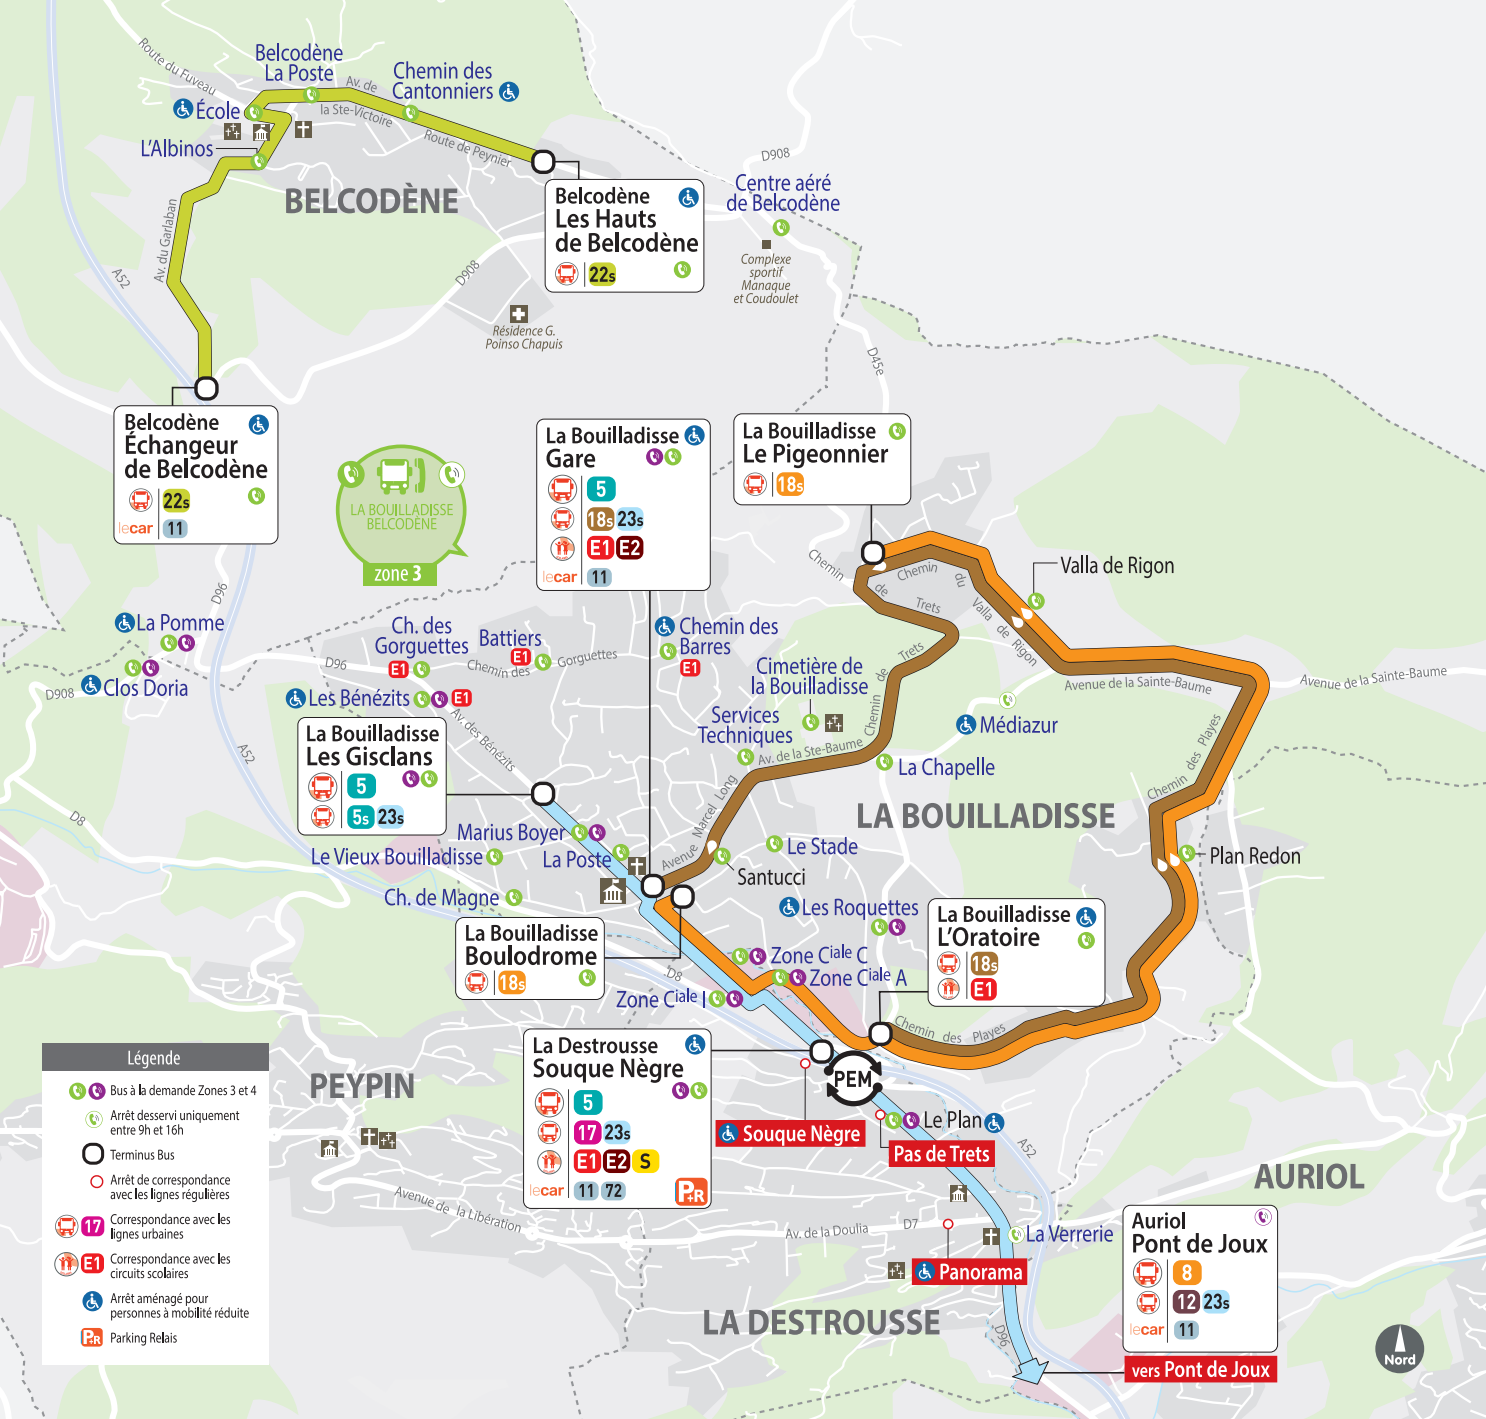 Route du Fuveau
Belcodène
La Poste
Av. de
la Ste-Victoire
Chemin des
Cantonniers
École
L'Albinos
Route de Peynier
BELCODÈNE
Belcodène
Les Hauts
de Belcodène
22s
D908
Centre aéré
de Belcodène
Complexe
sportif
Manaque
et Coudoulet
Av. du Garlaban
A52
D908
Résidence G.
Poinso Chapuis
D45e
Belcodène
Échangeur
de Belcodène
22s
lecar 11
LA BOUILLADISSE
BELCODÈNE
zone 3
La Bouilladisse
Gare
5
18s 23s
E1 E2
lecar 11
La Bouilladisse
Le Pigeonnier
18s
Chemin
de
Trets
Chemin
du
Valla de Rigon
Valla de Rigon
D96
La Pomme
Clos Doria
D908
D96
Ch. des
Gorguettes
E1
Battiers
E1
Chemin des
Gorguettes
Chemin des
Barres
E1
Les Bénézits
E1
Av. des Bénézits
Cimetière de
la Bouilladisse
Services
Techniques
Av. de la Ste-Baume
Chemin de Trets
Avenue de la Sainte-Baume
Avenue de la Sainte-Baume
Médiazur
La Chapelle
Chemin des Playes
A52
D8
La Bouilladisse
Les Gisclans
5
5s 23s
LA BOUILLADISSE
Marius Boyer
Le Vieux Bouilladisse
La Poste
Ch. de Magne
Avenue Marcel Long
Santucci
Le Stade
Plan Redon
Les Roquettes
La Bouilladisse
Boulodrome
18s
La Bouilladisse
L'Oratoire
18s
E1
D8
Zone Ciale C
Zone Ciale A
Zone Ciale I
Chemin des Playes
La Destrousse
Souque Nègre
5
17 23s
E1 E2 S
lecar 11 72
P+R
PEM
Souque Nègre
Le Plan
Pas de Trets
A52
PEYPIN
Avenue de la Libération
Av. de la Doulia
D7
La Verrerie
Panorama
LA DESTROUSSE
D96
AURIOL
Auriol
Pont de Joux
8
12 23s
lecar 11
vers Pont de Joux
Nord
Légende
Bus à la demande Zones 3 et 4
Arrêt desservi uniquement
entre 9h et 16h
Terminus Bus
Arrêt de correspondance
avec les lignes régulières
17 Correspondance avec les
lignes urbaines
E1 Correspondance avec les
circuits scolaires
Arrêt aménagé pour
personnes à mobilité réduite
P+R Parking Relais